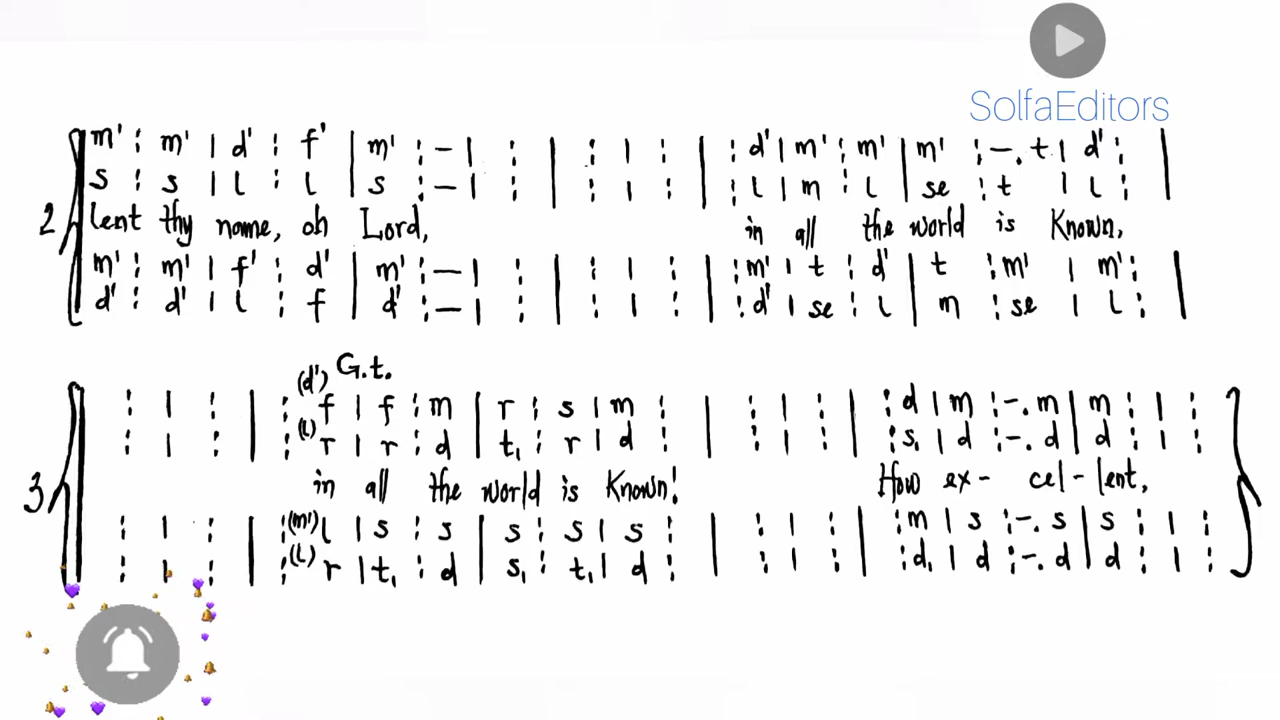 SolfaEditors
m' : m' | d' : f' | m' : – | : | : | : | : d' | m' : m' | m' : –. t | d' : |
s : s | l : l | s : – | : | : | : | : l | m : l | se : t | l : |
2 lent thy name, oh Lord, in all the world is Known,
m' : m' | f' : d' | m' : – | : | : | : | : m' | t : d' | t : m' | m' : |
d' : d' | l : f | d' : – | : | : | : | : d' | se : l | m : se | l : |
G.t.
: | : | : (d') f | f : m | r : s | m : | : | : | : d | m : –. m | m : | :
: | : | : (l) r | r : d | t, : r | d : | : | : | : s, | d : –. d | d : | :
3 in all the world is Known! How ex- cel-lent,
: | : | : (m') l | s : s | s : s | s : | : | : | : m | s : –. s | s : | :
: | : | : (l) r | t, : d | s, : t, | d : | : | : | : d, | d : –. d | d : | :